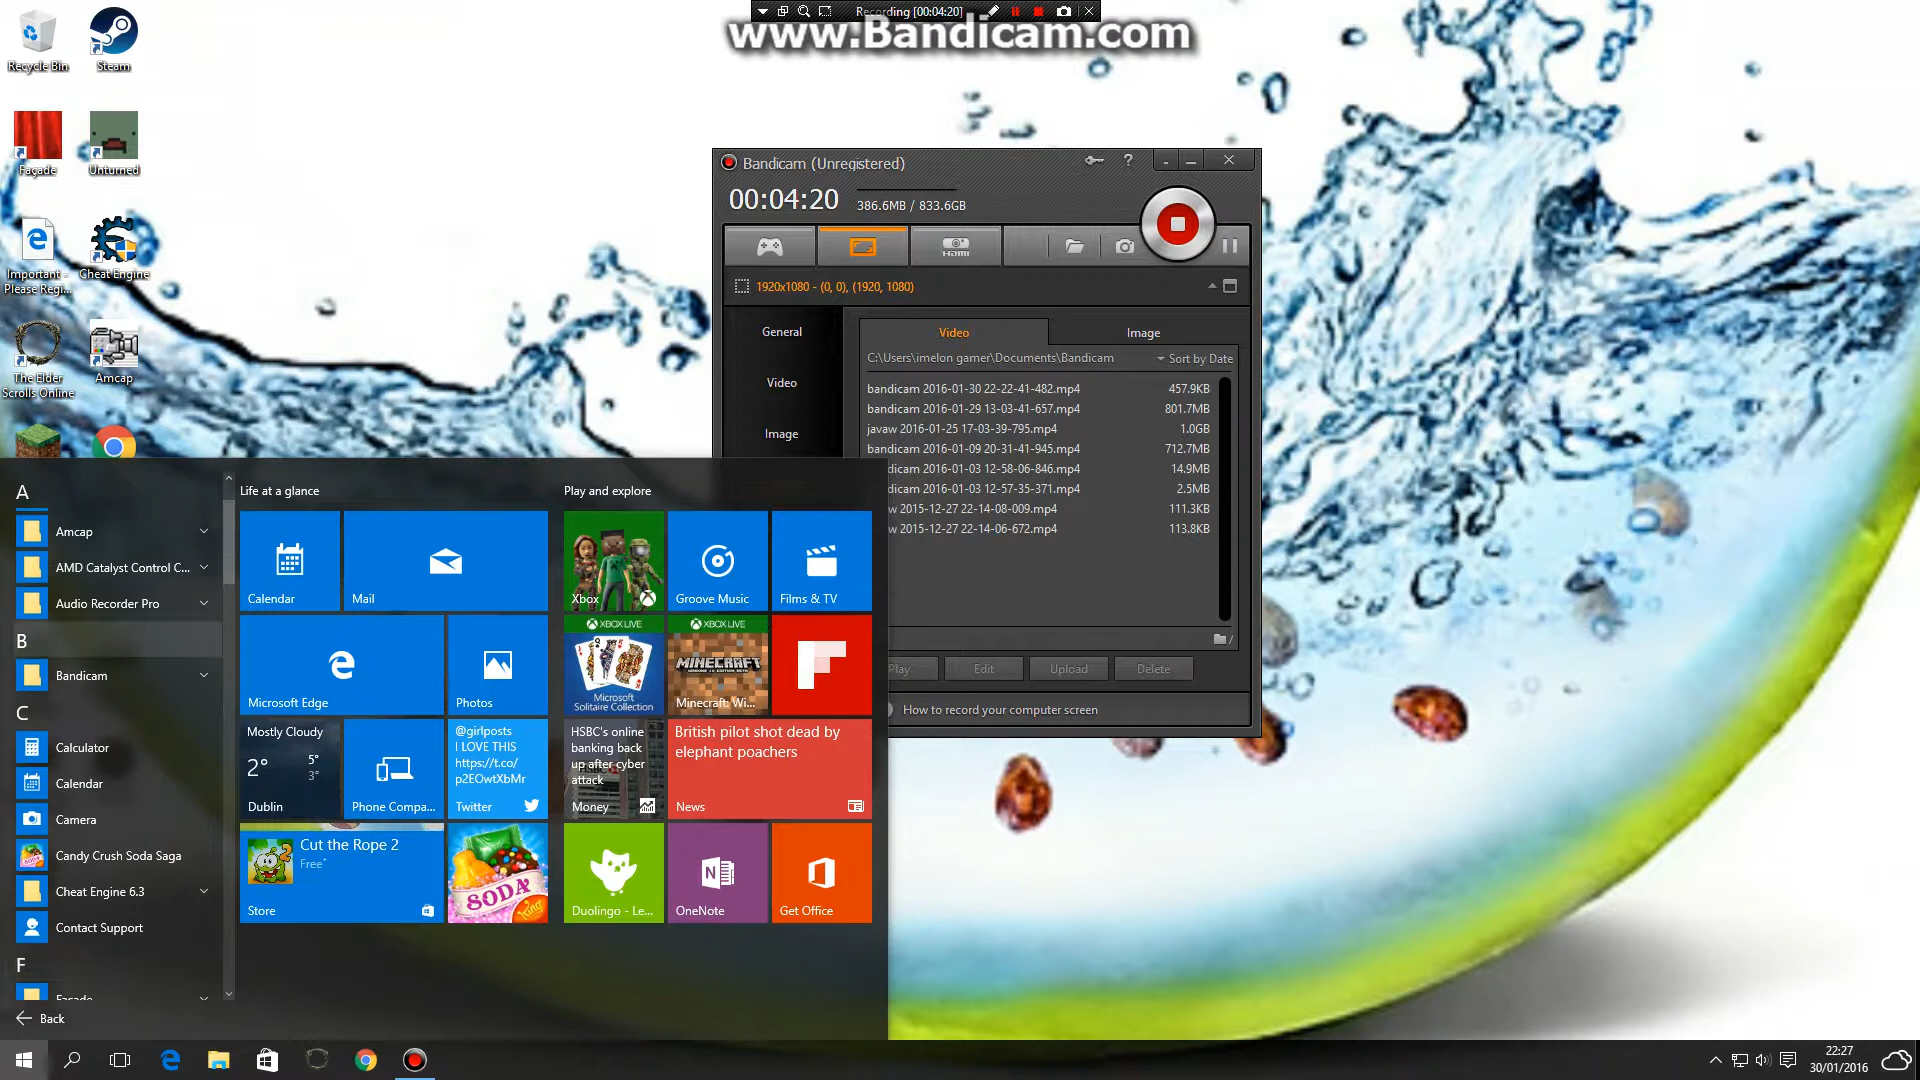 Recording [00:04:20]
www.Bandicam.com
Recycle Bin
Steam
Façade
Unturned
Important - Please Regi...
Cheat Engine
The Elder Scrolls Online
Amcap
Bandicam (Unregistered)
00:04:20
386.6MB / 833.6GB
HDMI
1920x1080 - (0, 0), (1920, 1080)
General
Video
Image
Video
Image
C:\Users\imelon gamer\Documents\Bandicam
Sort by Date
bandicam 2016-01-30 22-22-41-482.mp4 457.9KB
bandicam 2016-01-29 13-03-41-657.mp4 801.7MB
javaw 2016-01-25 17-03-39-795.mp4 1.0GB
bandicam 2016-01-09 20-31-41-945.mp4 712.7MB
dicam 2016-01-03 12-58-06-846.mp4 14.9MB
dicam 2016-01-03 12-57-35-371.mp4 2.5MB
w 2015-12-27 22-14-08-009.mp4 111.3KB
w 2015-12-27 22-14-06-672.mp4 113.8KB
Play
Edit
Upload
Delete
How to record your computer screen
A
Amcap
AMD Catalyst Control C...
Audio Recorder Pro
B
Bandicam
C
Calculator
Calendar
Camera
Candy Crush Soda Saga
Cheat Engine 6.3
Contact Support
F
Facade
Back
Life at a glance
Calendar
Mail
Microsoft Edge
Photos
Mostly Cloudy
2°
5°
3°
Dublin
Phone Compa...
@girlposts
I LOVE THIS
https://t.co/
p2EOwtXbMr
Twitter
Cut the Rope 2
Free*
Store
SODA
King
Play and explore
Xbox
Groove Music
Films & TV
XBOX LIVE
Microsoft
Solitaire Collection
XBOX LIVE
MINECRAFT
WINDOWS 10 EDITION BETA
Minecraft: Wi...
HSBC's online
banking back
up after cyber
attack
Money
British pilot shot dead by
elephant poachers
News
Duolingo - Le...
OneNote
Get Office
22:27
30/01/2016